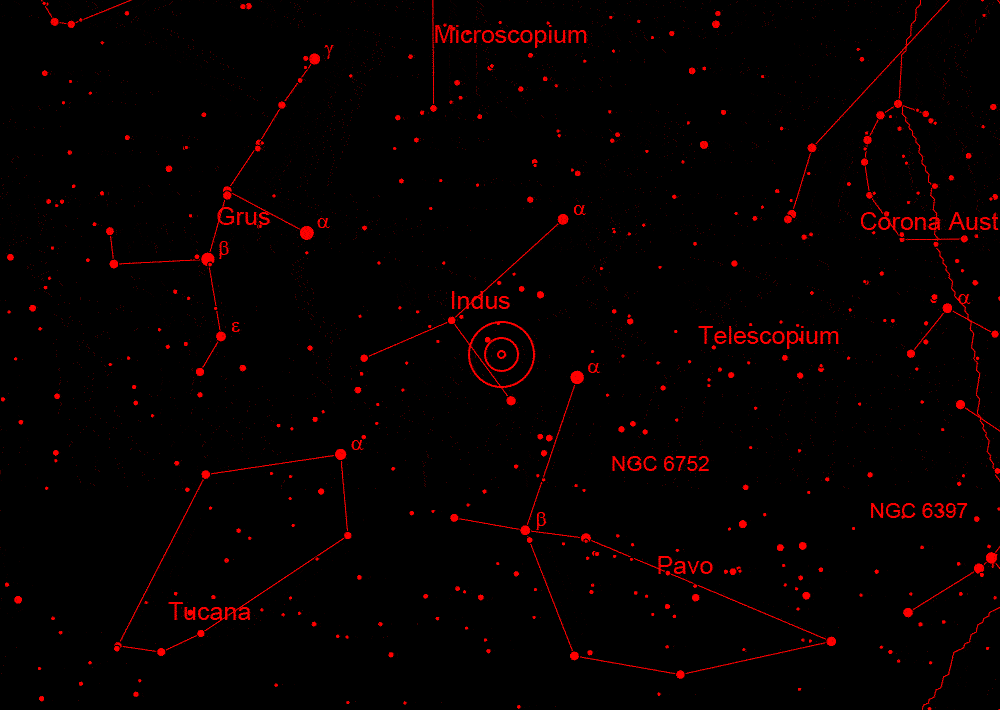 Microscopium
γ
α
Grus
α
Corona Aust
β
Indus
α
ε
Telescopium
α
α
NGC 6752
NGC 6397
β
Pavo
Tucana